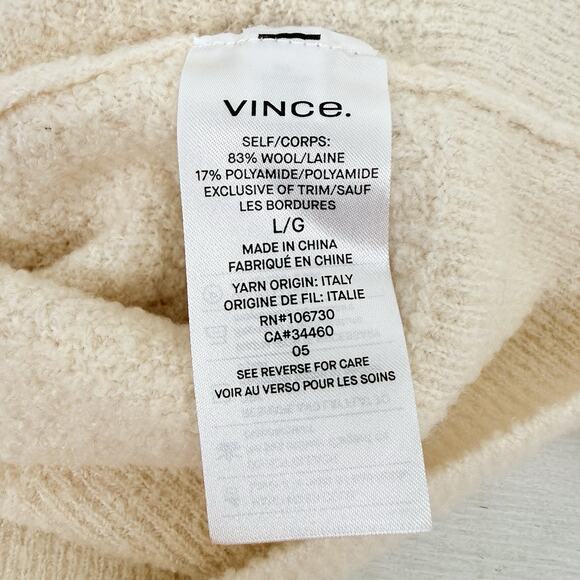 VINCE.
SELF/CORPS:
83% WOOL/LAINE
17% POLYAMIDE/POLYAMIDE
EXCLUSIVE OF TRIM/SAUF
LES BORDURES
L/G
MADE IN CHINA
FABRIQUÉ EN CHINE
YARN ORIGIN: ITALY
ORIGINE DE FIL: ITALIE
RN#106730
CA#34460
05
SEE REVERSE FOR CARE
VOIR AU VERSO POUR LES SOINS